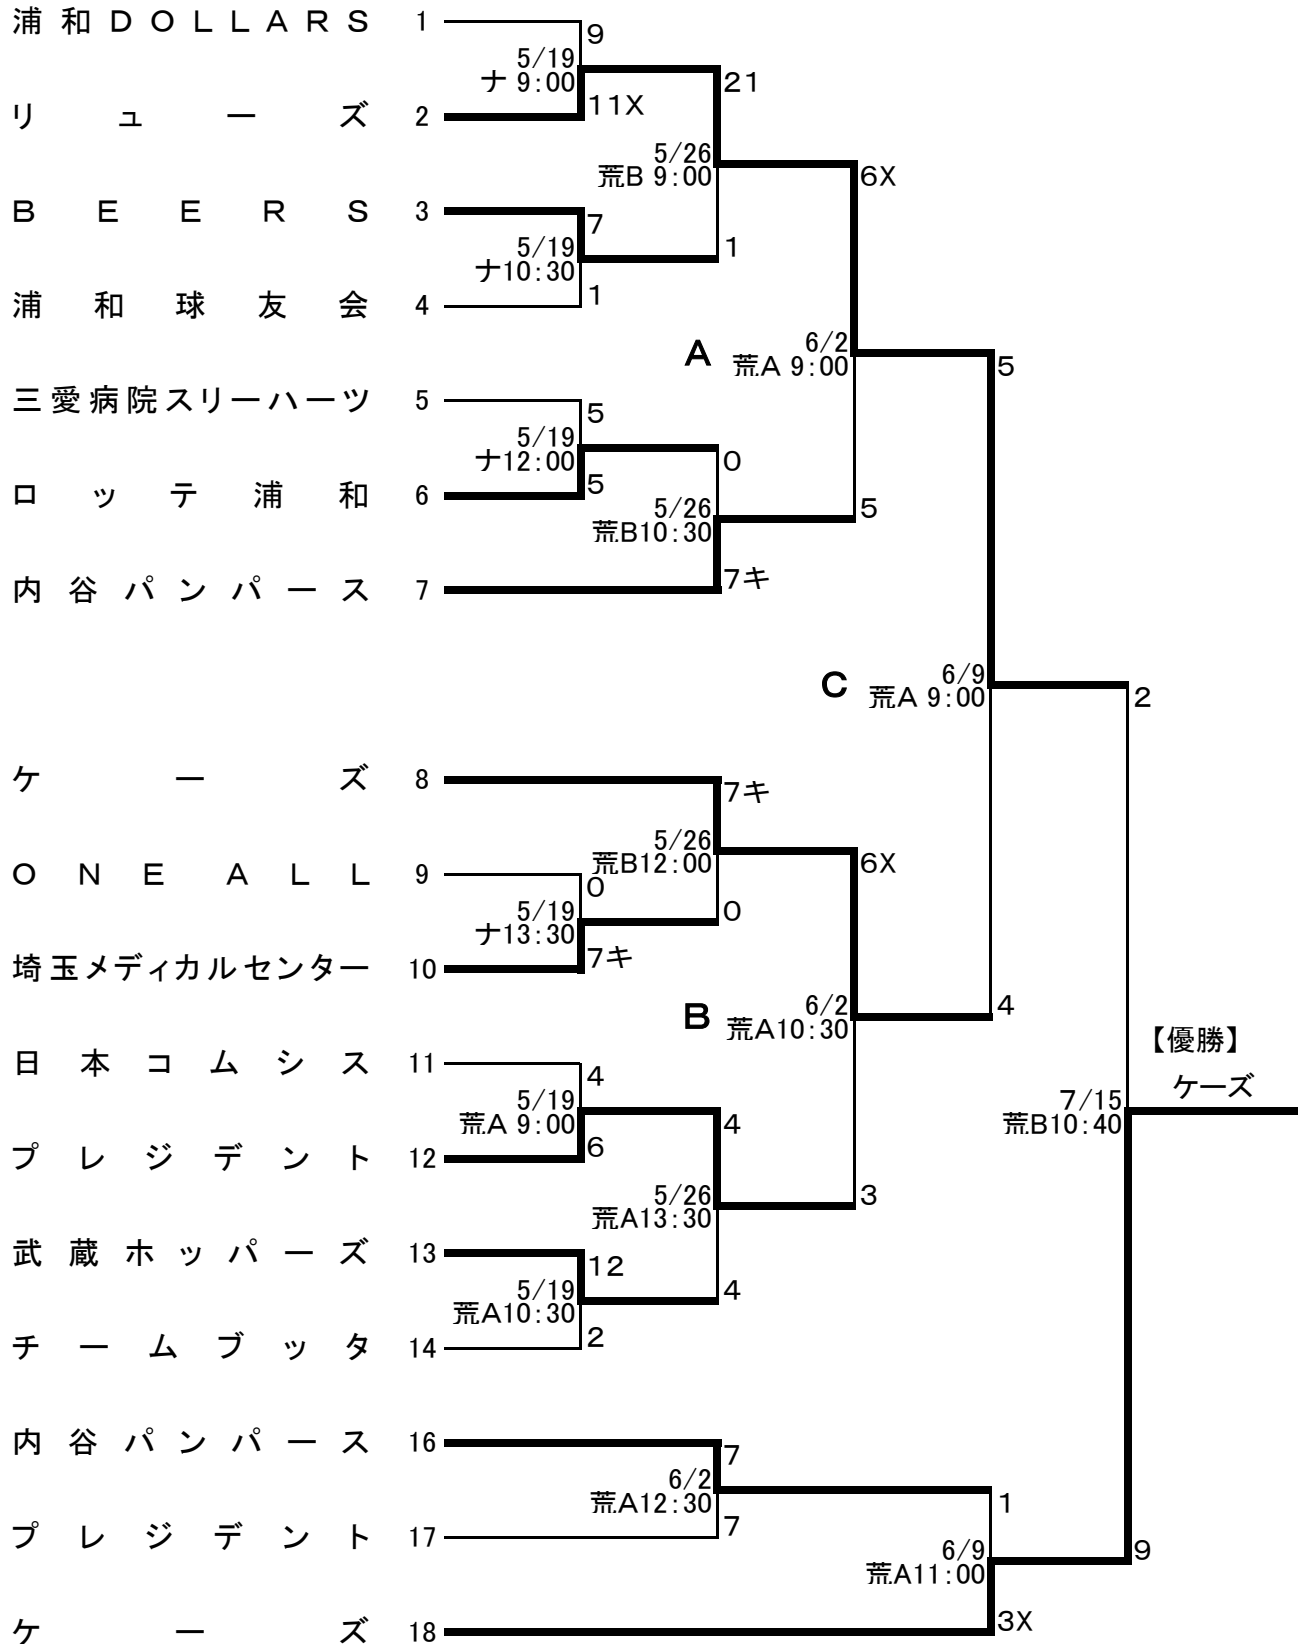 浦和DOLLARS 1
9
5/19
ナ 9:00
21
11X
リューズ 2
5/26
荒B 9:00
6X
BEERS 3
7
5/19
ナ10:30
1
1
浦和球友会 4
A
6/2
荒A 9:00
5
三愛病院スリーハーツ 5
5
5/19
ナ12:00
0
5
ロッテ浦和 6
5/26
荒B10:30
5
7キ
内谷パンパース 7
C
6/9
荒A 9:00
2
ケーズ 8
7キ
5/26
荒B12:00
6X
ONE ALL 9
0
5/19
ナ13:30
0
7キ
埼玉メディカルセンター 10
B
6/2
荒A10:30
4
【優勝】
ケーズ
日本コムシス 11
4
5/19
荒A 9:00
4
7/15
荒B10:40
6
プレジデント 12
5/26
荒A13:30
3
武蔵ホッパーズ 13
12
5/19
荒A10:30
4
2
チームブッタ 14
内谷パンパース 16
7
6/2
荒A12:30
1
7
プレジデント 17
6/9
荒A11:00
9
3X
ケーズ 18